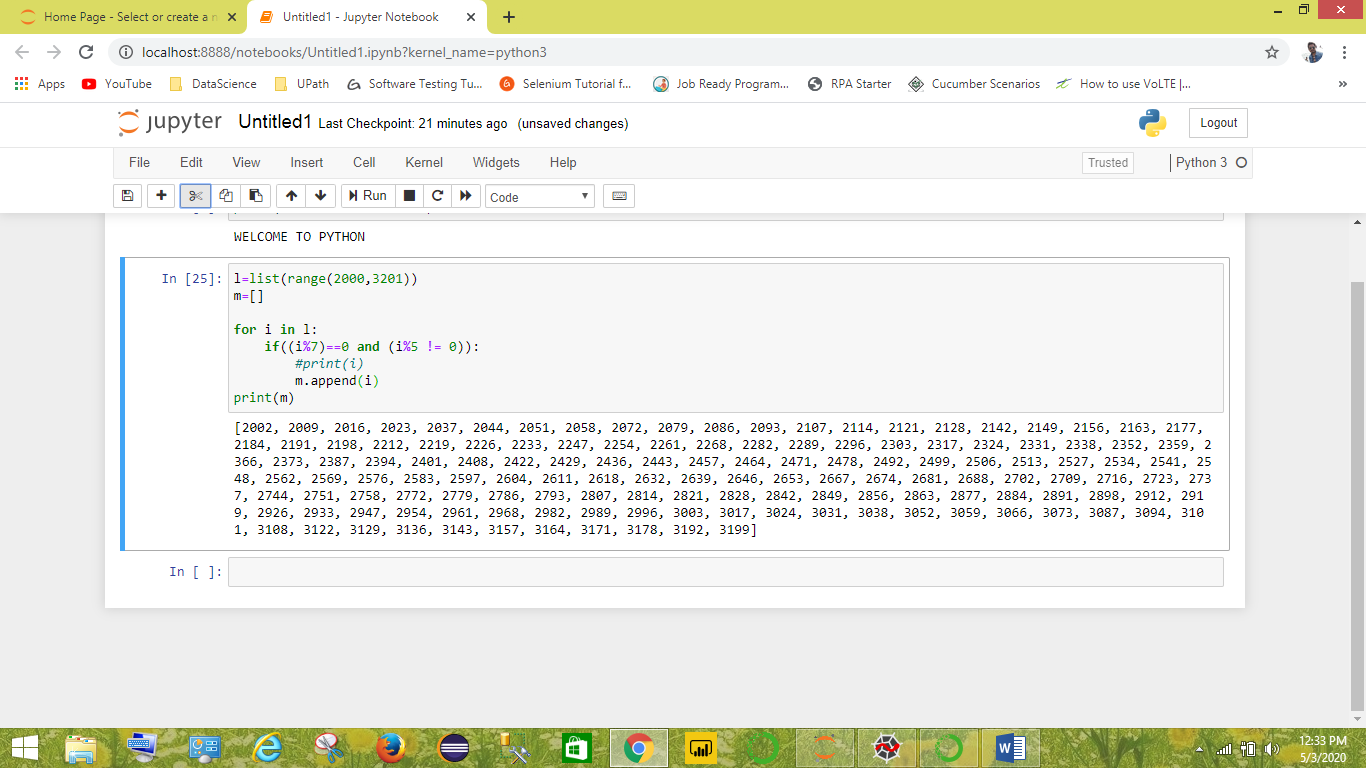 Home Page - Select or create a n
Untitled1 - Jupyter Notebook
localhost:8888/notebooks/Untitled1.ipynb?kernel_name=python3
Apps YouTube DataScience UPath Software Testing Tu... Selenium Tutorial f... Job Ready Program... RPA Starter Cucumber Scenarios How to use VoLTE |... »
jupyter Untitled1 Last Checkpoint: 21 minutes ago (unsaved changes) Logout
File Edit View Insert Cell Kernel Widgets Help Trusted Python 3
Run Code
WELCOME TO PYTHON
In [25]: l=list(range(2000,3201))
m=[]
for i in l:
    if((i%7)==0 and (i%5 != 0)):
        #print(i)
        m.append(i)
print(m)
[2002, 2009, 2016, 2023, 2037, 2044, 2051, 2058, 2072, 2079, 2086, 2093, 2107, 2114, 2121, 2128, 2142, 2149, 2156, 2163, 2177,
2184, 2191, 2198, 2212, 2219, 2226, 2233, 2247, 2254, 2261, 2268, 2282, 2289, 2296, 2303, 2317, 2324, 2331, 2338, 2352, 2359, 2
366, 2373, 2387, 2394, 2401, 2408, 2422, 2429, 2436, 2443, 2457, 2464, 2471, 2478, 2492, 2499, 2506, 2513, 2527, 2534, 2541, 25
48, 2562, 2569, 2576, 2583, 2597, 2604, 2611, 2618, 2632, 2639, 2646, 2653, 2667, 2674, 2681, 2688, 2702, 2709, 2716, 2723, 273
7, 2744, 2751, 2758, 2772, 2779, 2786, 2793, 2807, 2814, 2821, 2828, 2842, 2849, 2856, 2863, 2877, 2884, 2891, 2898, 2912, 291
9, 2926, 2933, 2947, 2954, 2961, 2968, 2982, 2989, 2996, 3003, 3017, 3024, 3031, 3038, 3052, 3059, 3066, 3073, 3087, 3094, 310
1, 3108, 3122, 3129, 3136, 3143, 3157, 3164, 3171, 3178, 3192, 3199]
In [ ]:
12:33 PM
5/3/2020